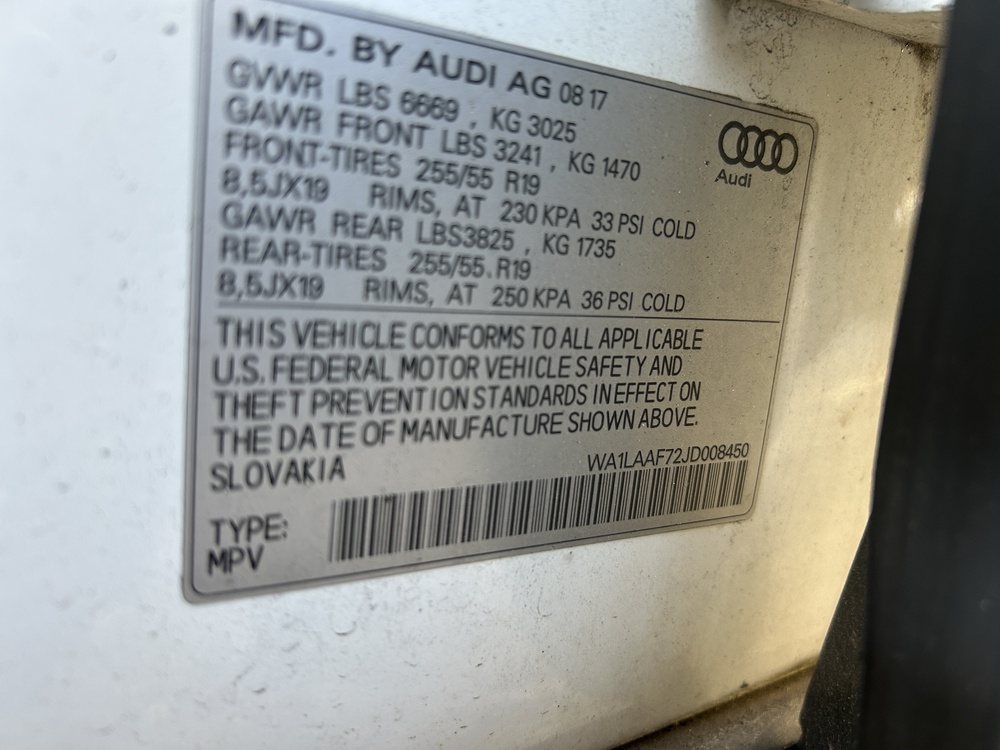 MFD. BY AUDI AG 08 17
GVWR LBS 6669 , KG 3025
GAWR FRONT LBS 3241 , KG 1470
FRONT-TIRES 255/55 R19
8,5JX19 RIMS, AT 230 KPA 33 PSI COLD
GAWR REAR LBS3825 , KG 1735
REAR-TIRES 255/55.R19
8,5JX19 RIMS, AT 250 KPA 36 PSI COLD
Audi
THIS VEHICLE CONFORMS TO ALL APPLICABLE
U.S. FEDERAL MOTOR VEHICLE SAFETY AND
THEFT PREVENTION STANDARDS IN EFFECT ON
THE DATE OF MANUFACTURE SHOWN ABOVE.
SLOVAKIA WA1LAAF72JD008450
TYPE:
MPV